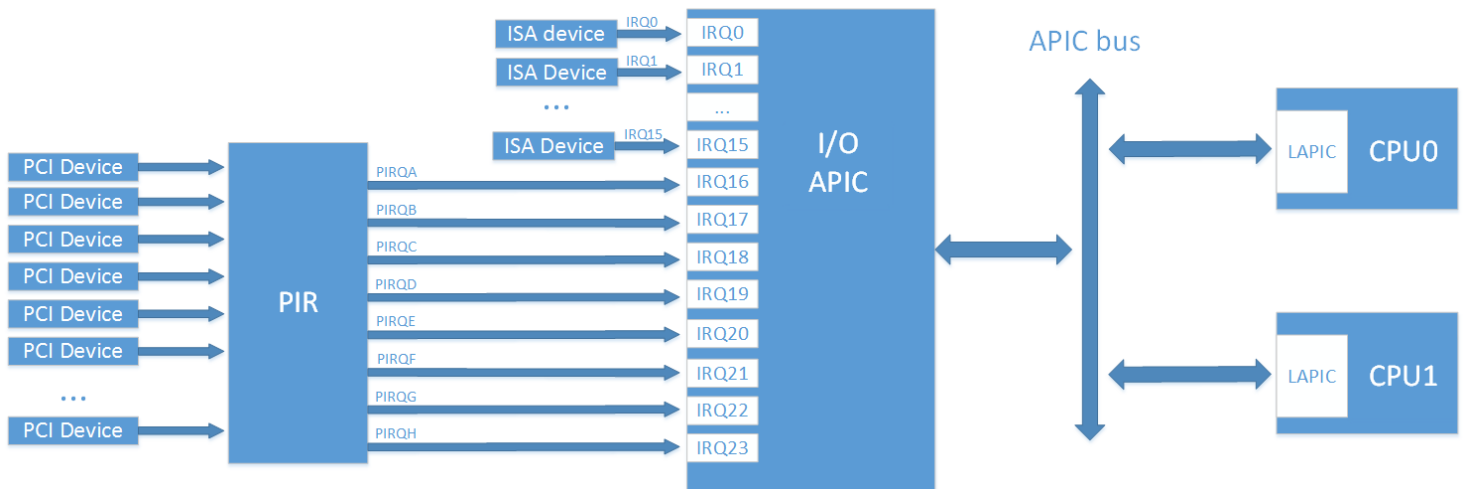 ISA device
IRQ0
IRQ0
ISA Device
IRQ1
IRQ1
...
...
ISA Device
IRQ15
IRQ15
PCI Device
PCI Device
PCI Device
PCI Device
PCI Device
PCI Device
...
PCI Device
PIR
PIRQA
IRQ16
PIRQB
IRQ17
PIRQC
IRQ18
PIRQD
IRQ19
PIRQE
IRQ20
PIRQF
IRQ21
PIRQG
IRQ22
PIRQH
IRQ23
I/O
APIC
APIC bus
LAPIC
CPU0
LAPIC
CPU1